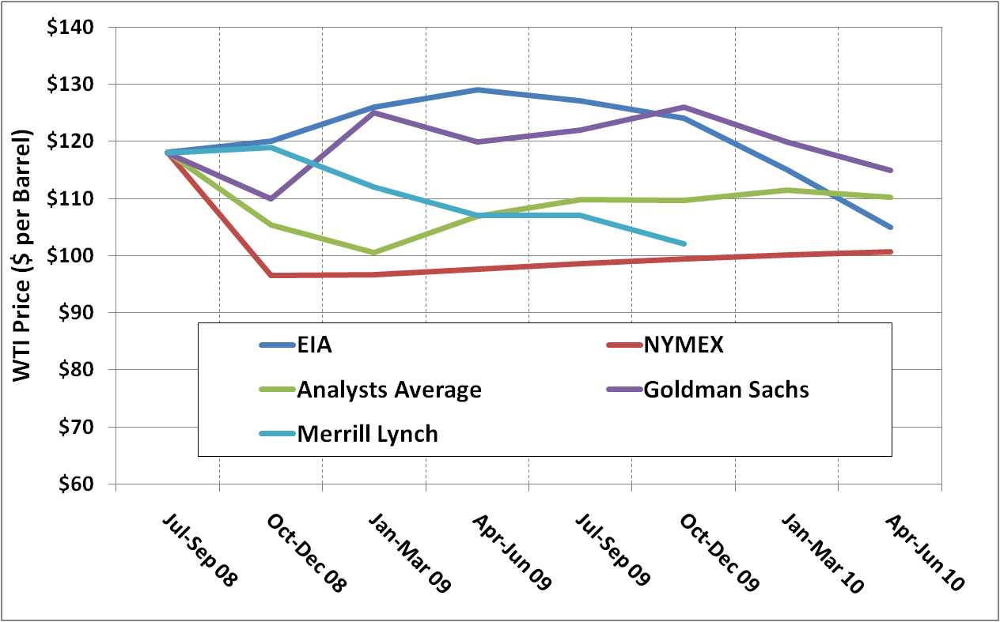 $140
$130
$120
$110
$100
$90
$80
$70
$60
WTI Price ($ per Barrel)
EIA
NYMEX
Analysts Average
Goldman Sachs
Merrill Lynch
Jul-Sep 08
Oct-Dec 08
Jan-Mar 09
Apr-Jun 09
Jul-Sep 09
Oct-Dec 09
Jan-Mar 10
Apr-Jun 10